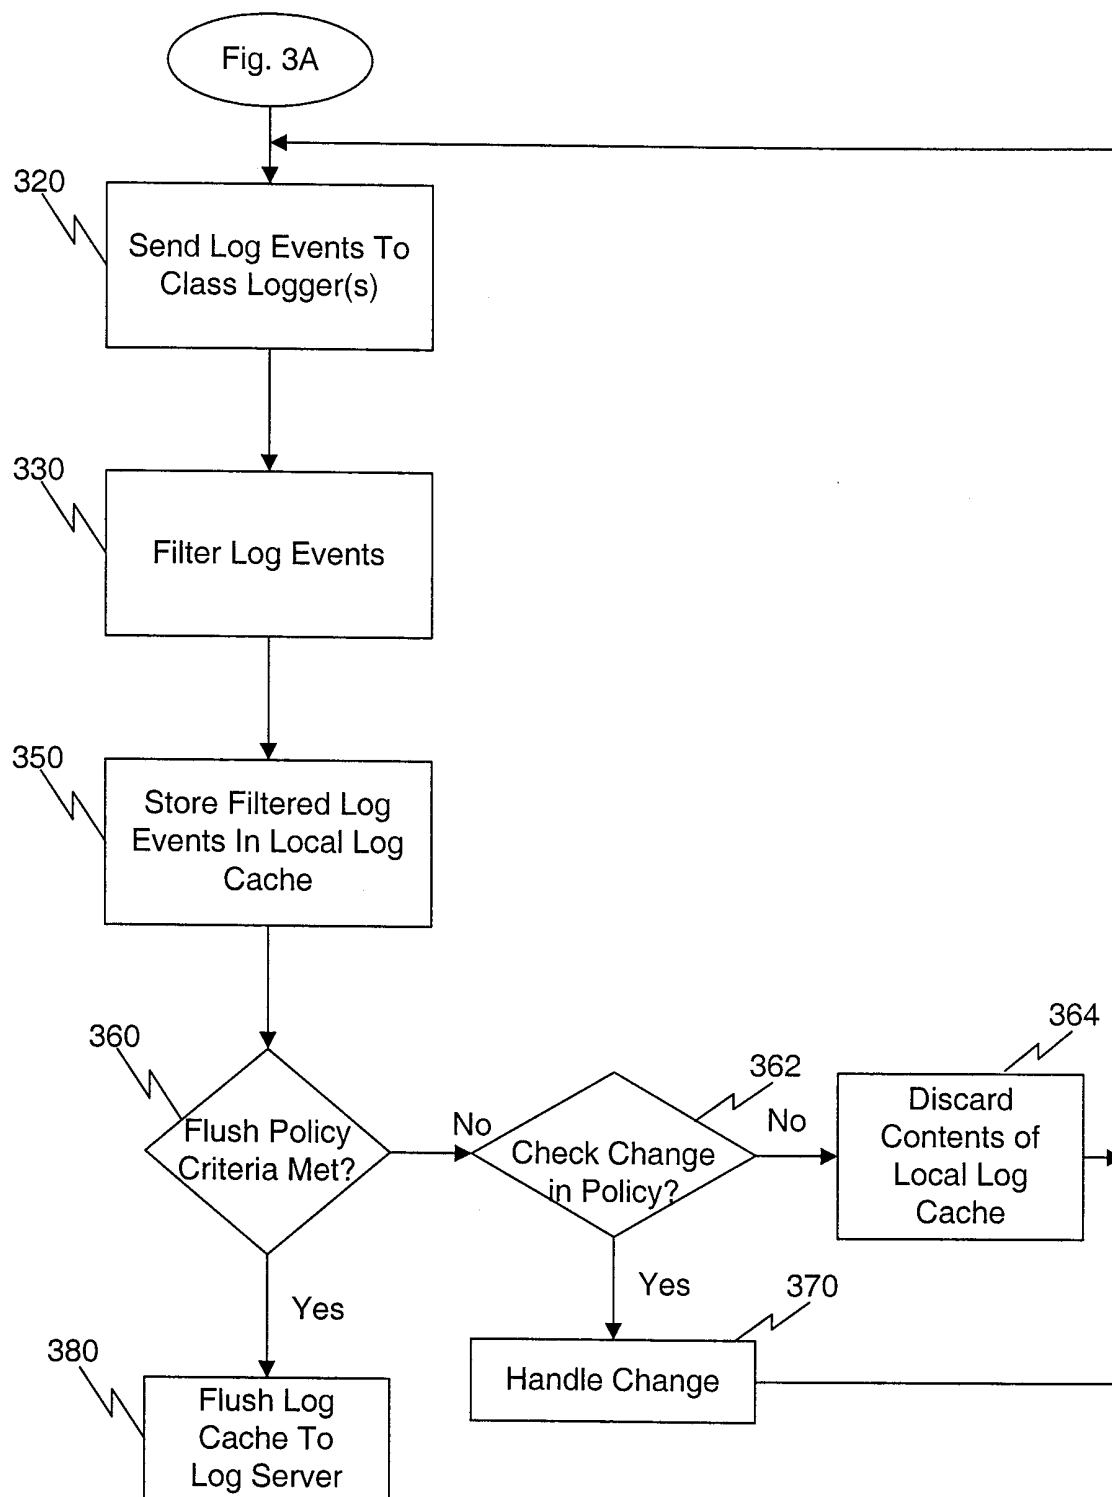 Fig. 3A
320
Send Log Events To
Class Logger(s)
330
Filter Log Events
350
Store Filtered Log
Events In Local Log
Cache
360
Flush Policy
Criteria Met?
No
362
Check Change
in Policy?
No
364
Discard
Contents of
Local Log
Cache
Yes
370
Handle Change
Yes
380
Flush Log
Cache To
Log Server